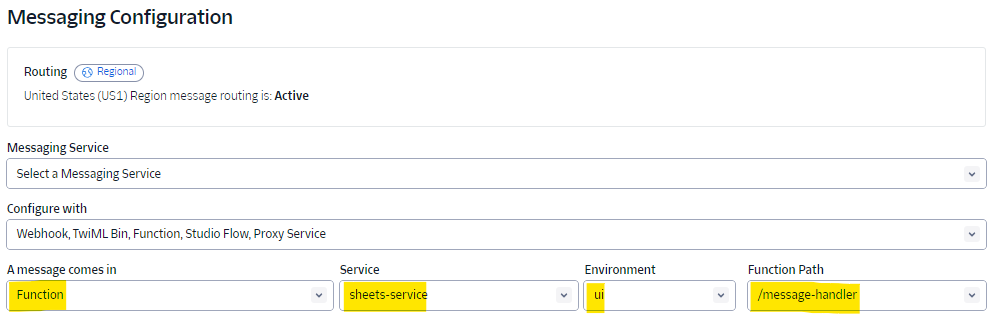 Messaging Configuration
Routing Regional
United States (US1) Region message routing is: Active
Messaging Service
Select a Messaging Service
Configure with
Webhook, TwiML Bin, Function, Studio Flow, Proxy Service
A message comes in Service Environment Function Path
Function sheets-service ui /message-handler